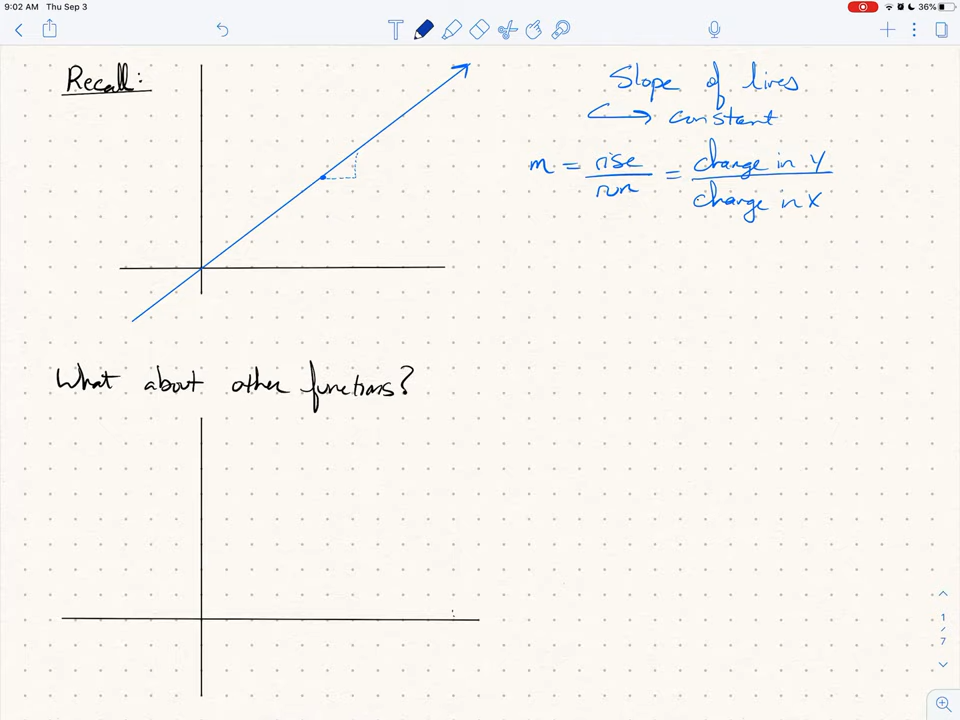 9:02 AM Thu Sep 3
36%
T
Recall:
Slope of lines
constant
m = rise/run = change in y/change in x
What about other functions?
1
/
7